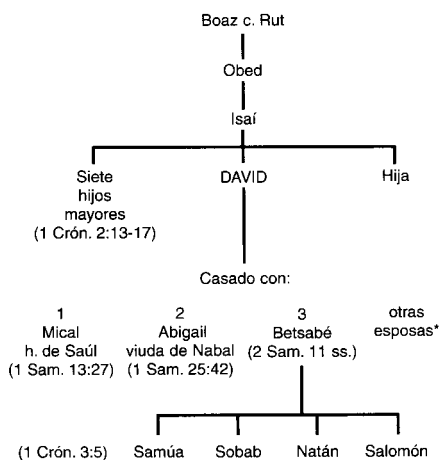 Boaz c. Rut
Obed
Isaí
Siete
hijos
mayores
(1 Crón. 2:13-17)
DAVID
Hija
Casado con:
1
Mical
h. de Saúl
(1 Sam. 13:27)
2
Abigail
viuda de Nabal
(1 Sam. 25:42)
3
Betsabé
(2 Sam. 11 ss.)
otras
esposas*
(1 Crón. 3:5)
Samúa
Sobab
Natán
Salomón